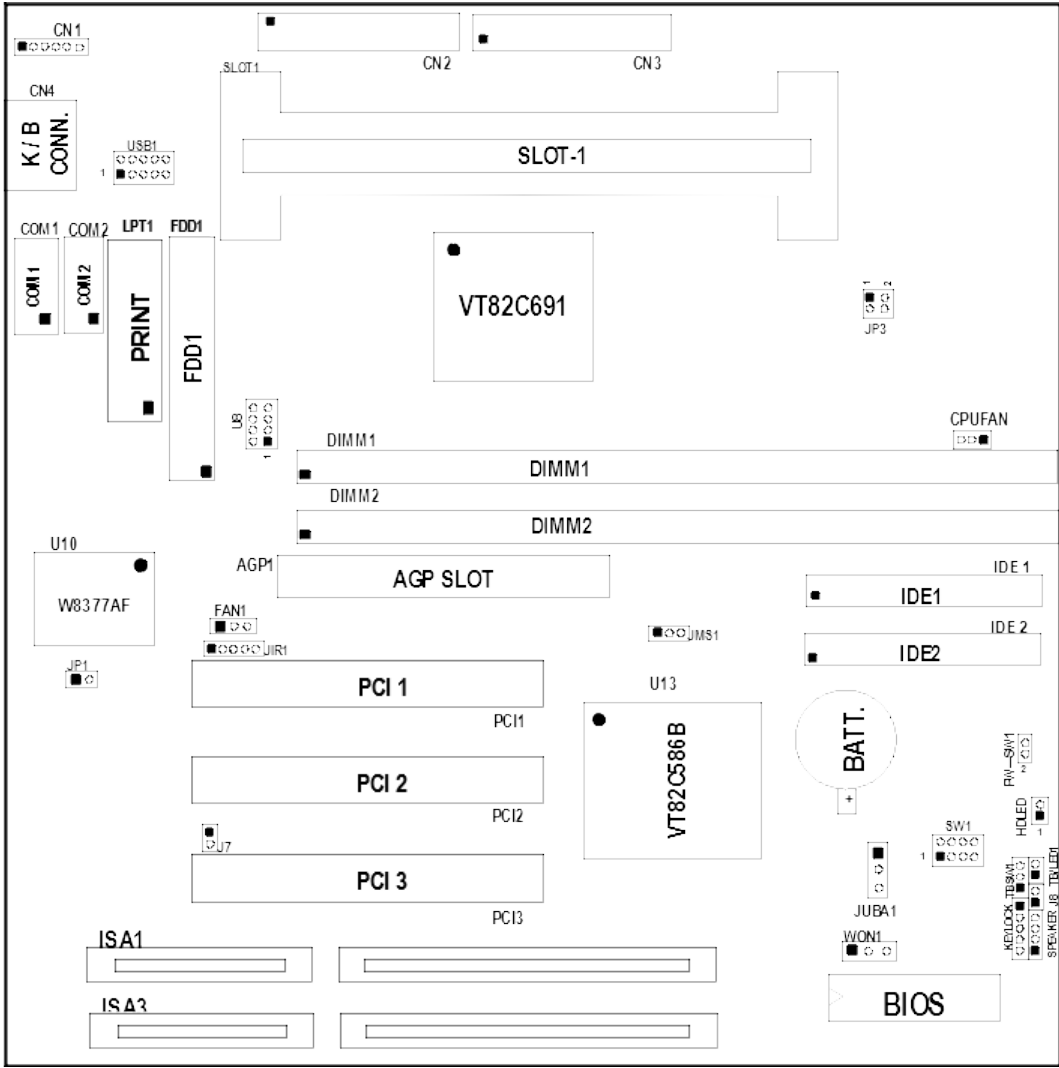 CN1
CN2
CN3
SLOT1
CN4
K / B
CONN.
USB1
1
SLOT-1
COM1
COM2
LPT1
FDD1
COM1
COM2
PRINT
FDD1
VT82C691
1
2
JP3
U8
1
CPUFAN
DIMM1
DIMM1
DIMM2
DIMM2
U10
W8377AF
AGP1
AGP SLOT
IDE 1
IDE1
FAN1
JMS1
IDE 2
IDE2
JIR1
JP1
PCI 1
PCI1
U13
VT82C586B
BATT.
+
PW-SW1
2
PCI 2
PCI2
HDLED
1
SW1
1
J7
PCI 3
PCI3
JUBA1
TBSW1
TBLED1
KEYLOCK
J8
SPEAKER
WON1
ISA1
ISA3
BIOS